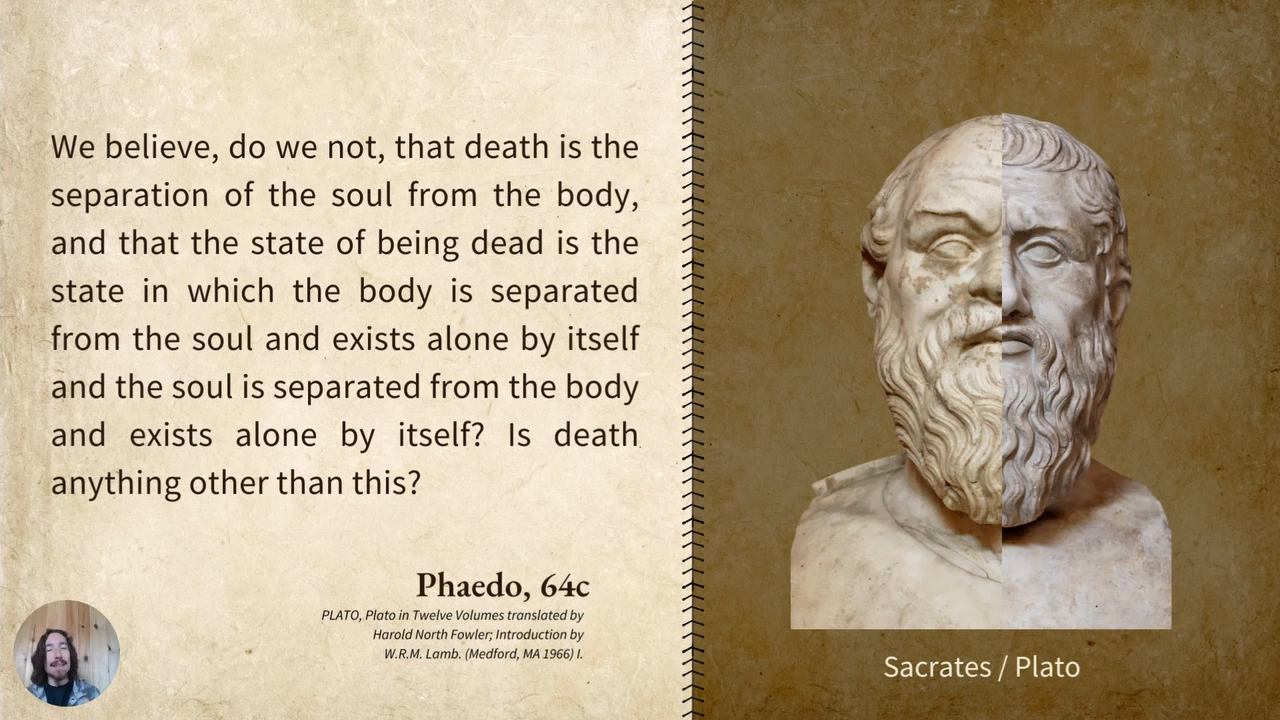 We believe, do we not, that death is the
separation of the soul from the body,
and that the state of being dead is the
state in which the body is separated
from the soul and exists alone by itself
and the soul is separated from the body
and exists alone by itself? Is death
anything other than this?
Phaedo, 64c
PLATO, Plato in Twelve Volumes translated by
Harold North Fowler; Introduction by
W.R.M. Lamb. (Medford, MA 1966) I.
Sacrates / Plato